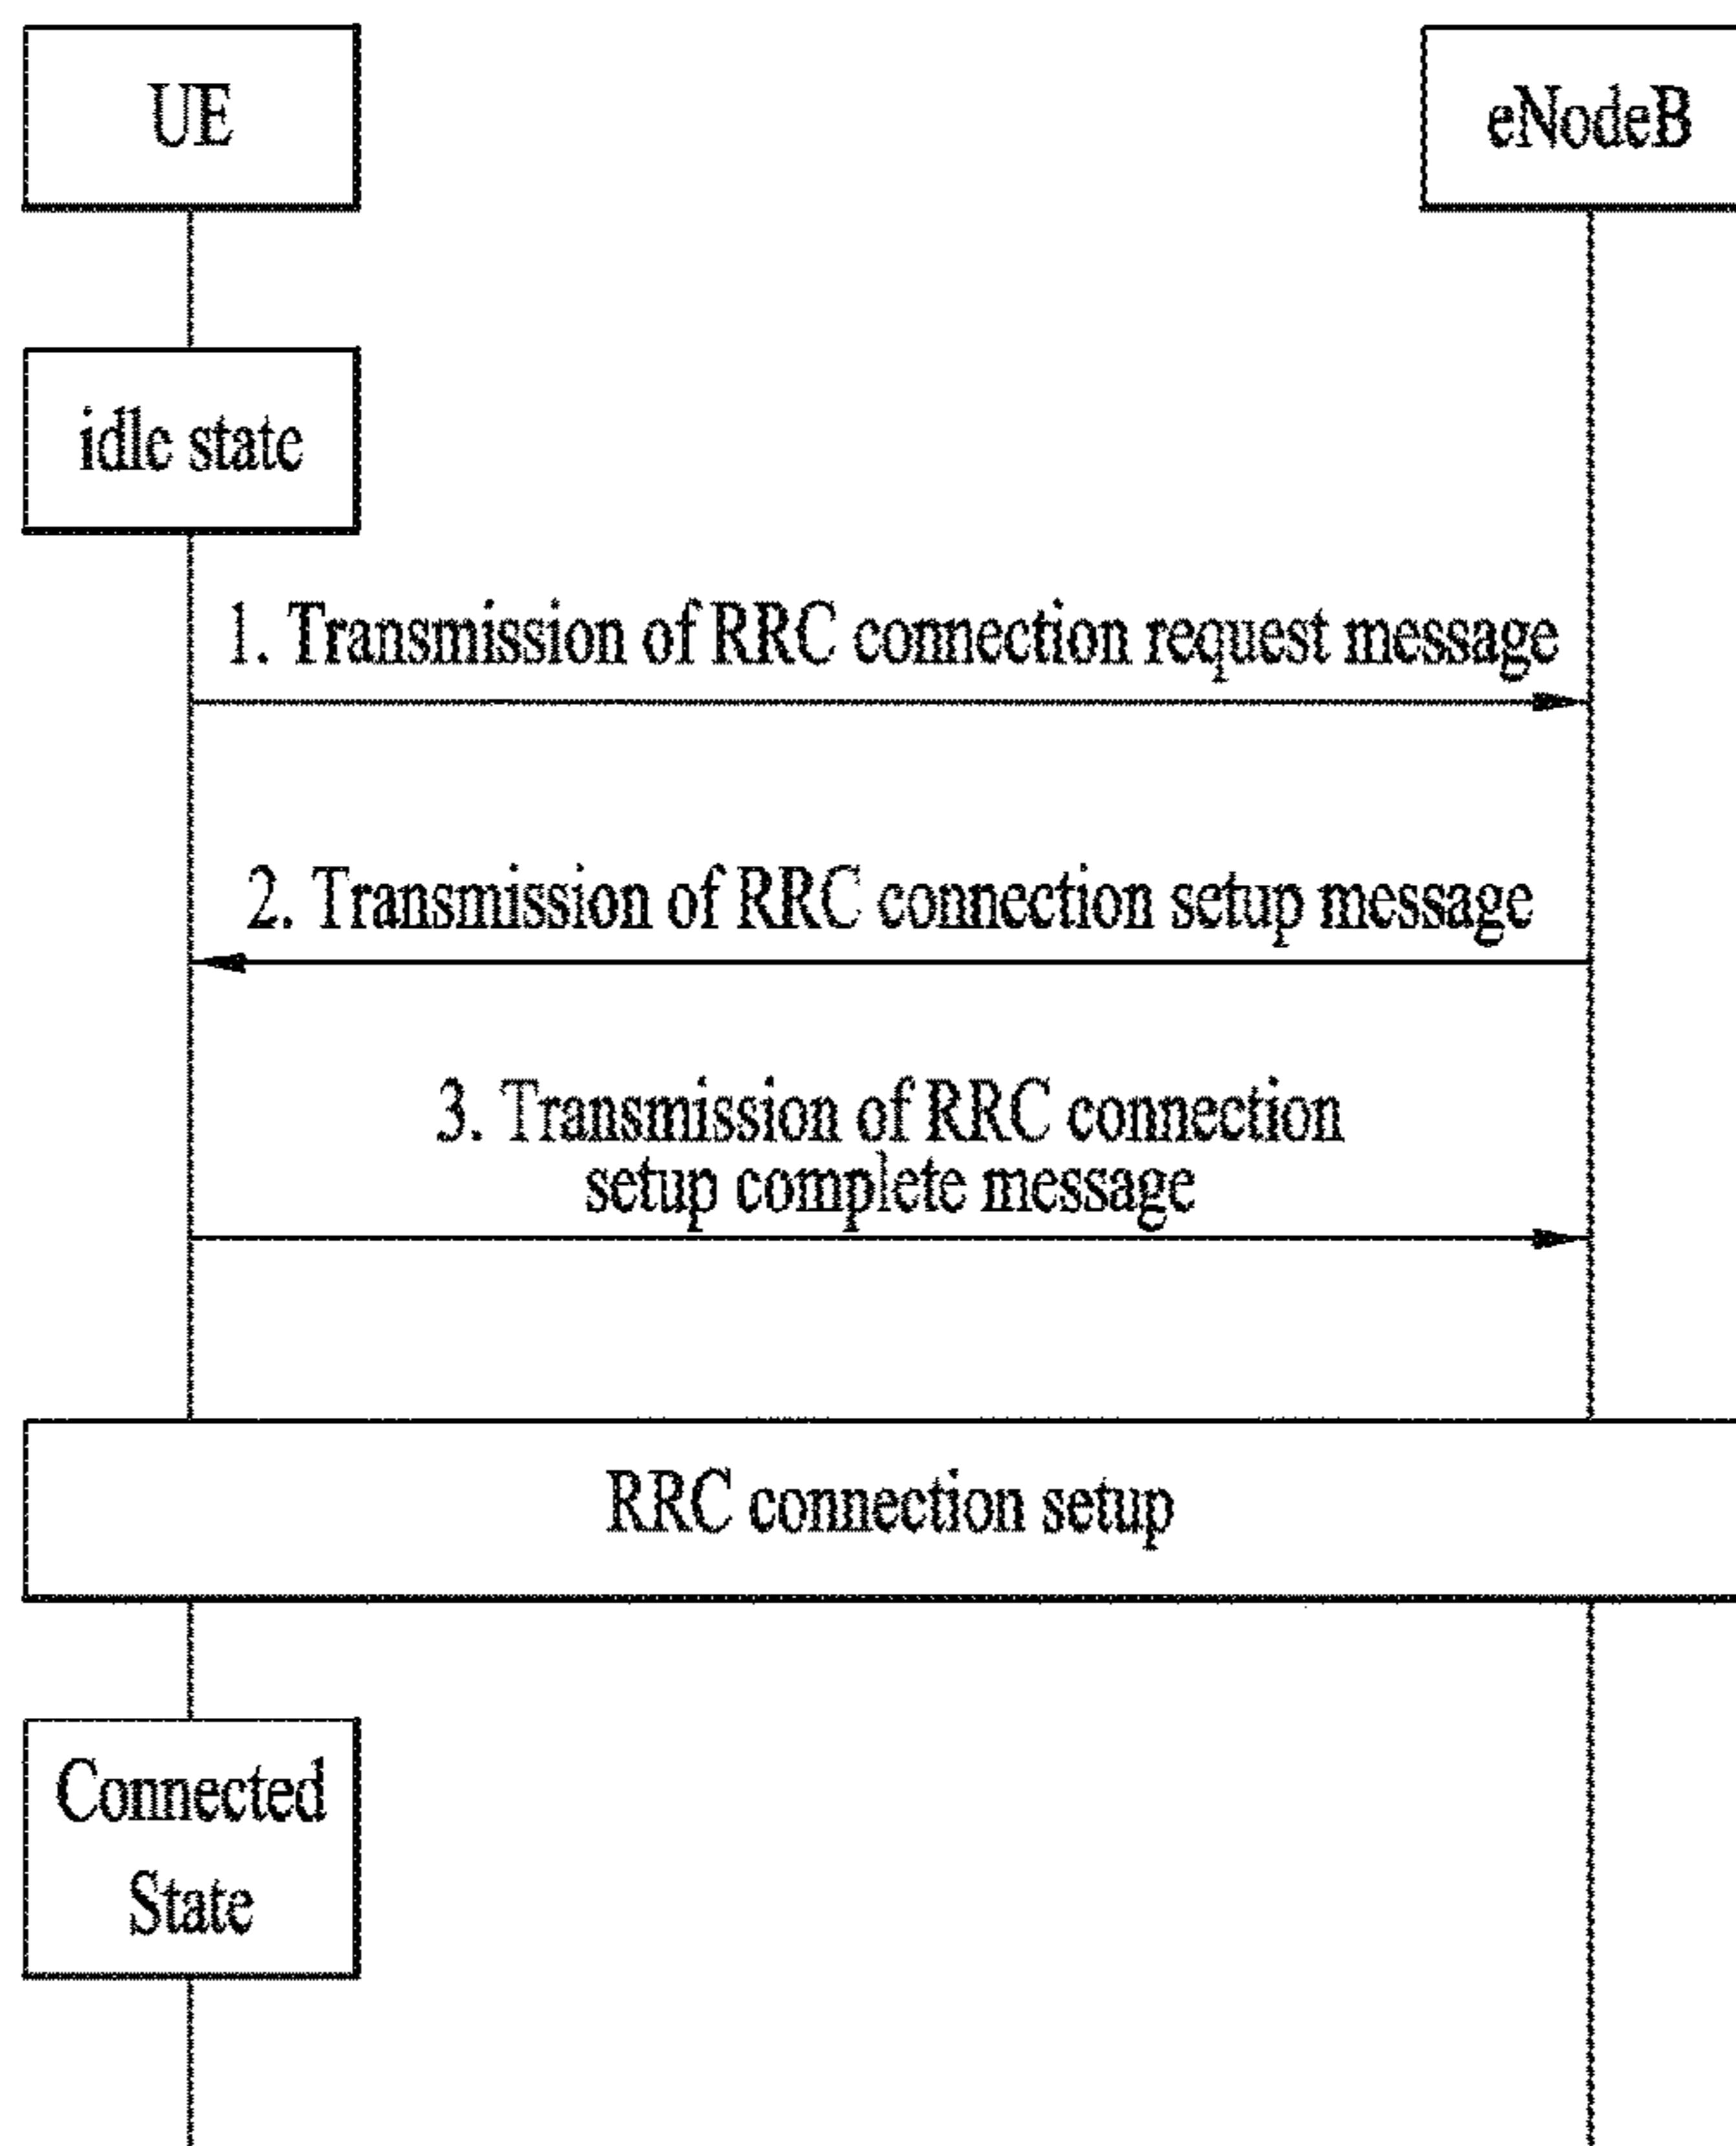 UE
eNodeB
idle state
1. Transmission of RRC connection request message
2. Transmission of RRC connection setup message
3. Transmission of RRC connection
setup complete message
RRC connection setup
Connected
State